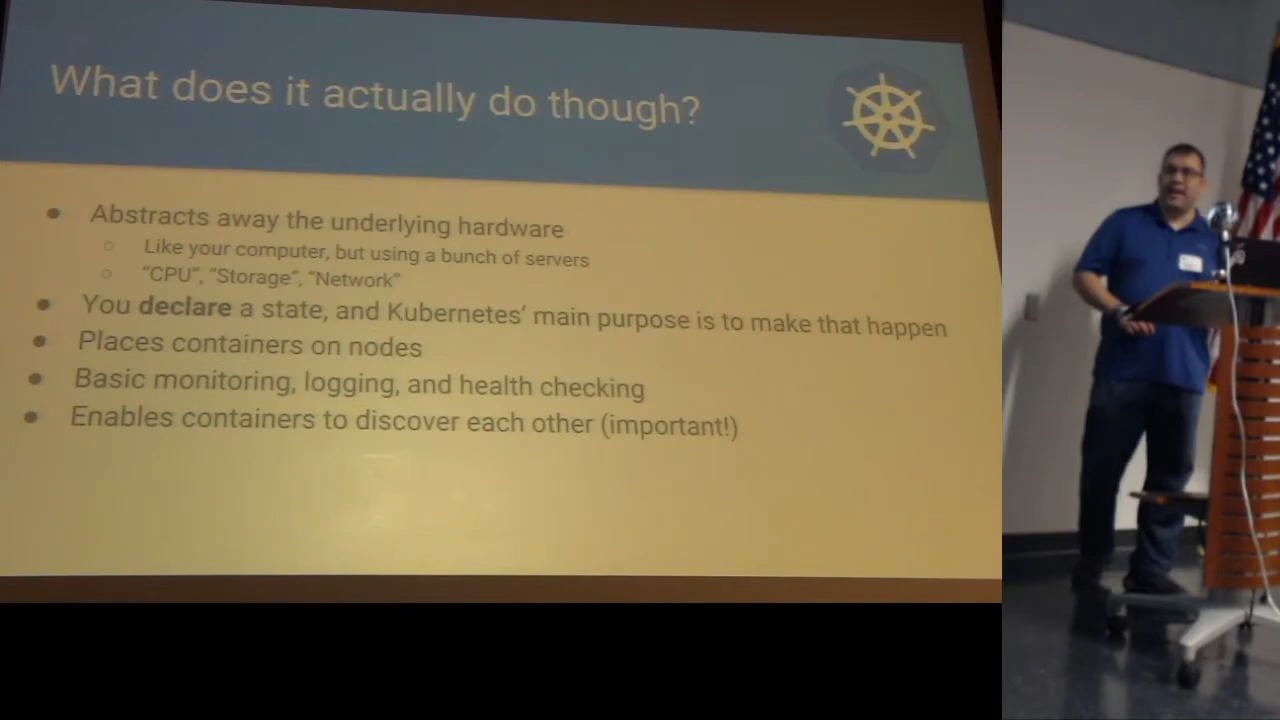 What does it actually do though?
● Abstracts away the underlying hardware
○ Like your computer, but using a bunch of servers
○ “CPU”, “Storage”, “Network”
● You declare a state, and Kubernetes’ main purpose is to make that happen
● Places containers on nodes
● Basic monitoring, logging, and health checking
● Enables containers to discover each other (important!)